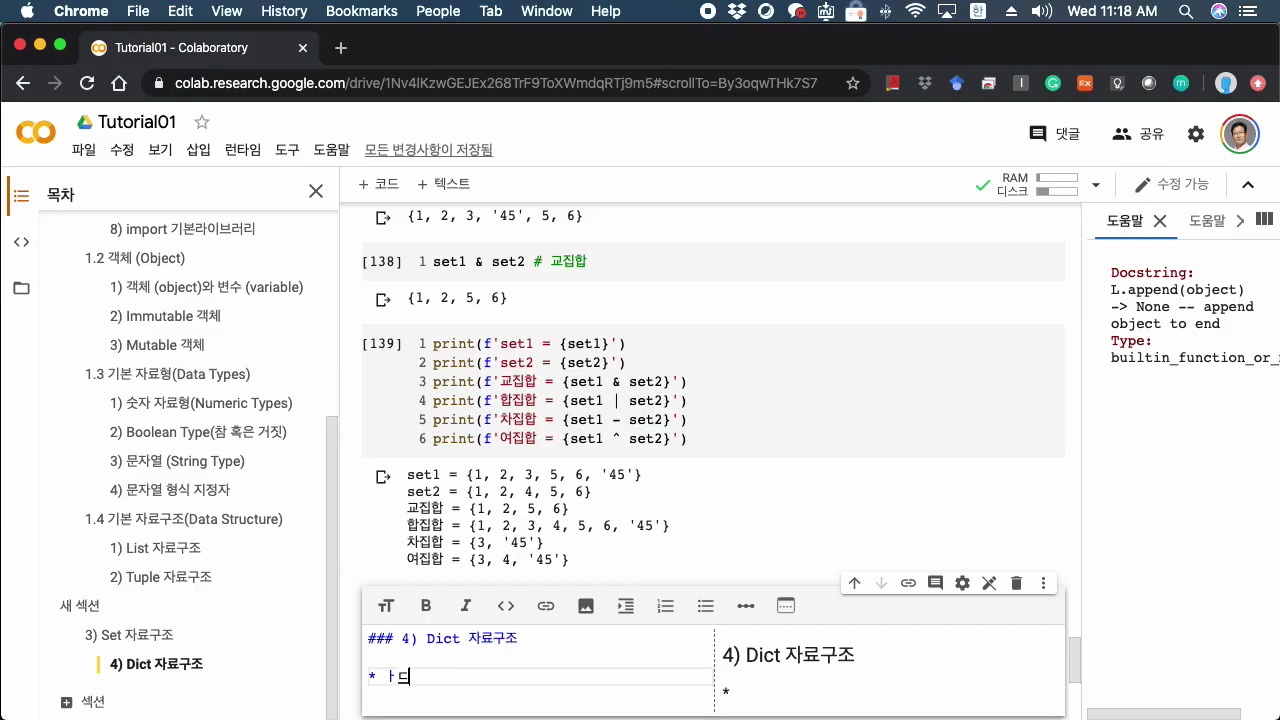 Chrome File Edit View History Bookmarks People Tab Window Help 한 Wed 11:18 AM
Tutorial01 - Colaboratory
colab.research.google.com/drive/1Nv4lKzwGEJEx268TrF9ToXWmdqRTj9m5#scrollTo=By3oqwTHk7S7
Tutorial01
파일 수정 보기 삽입 런타임 도구 도움말 모든 변경사항이 저장됨
댓글 공유
목차
+ 코드 + 텍스트
RAM
디스크
수정 가능
8) import 기본라이브러리
1.2 객체 (Object)
1) 객체 (object)와 변수 (variable)
2) Immutable 객체
3) Mutable 객체
1.3 기본 자료형(Data Types)
1) 숫자 자료형(Numeric Types)
2) Boolean Type(참 혹은 거짓)
3) 문자열 (String Type)
4) 문자열 형식 지정자
1.4 기본 자료구조(Data Structure)
1) List 자료구조
2) Tuple 자료구조
새 섹션
3) Set 자료구조
4) Dict 자료구조
섹션
{1, 2, 3, '45', 5, 6}
[138] 1 set1 & set2 # 교집합
{1, 2, 5, 6}
[139] 1 print(f'set1 = {set1}')
2 print(f'set2 = {set2}')
3 print(f'교집합 = {set1 & set2}')
4 print(f'합집합 = {set1 | set2}')
5 print(f'차집합 = {set1 - set2}')
6 print(f'여집합 = {set1 ^ set2}')
set1 = {1, 2, 3, 5, 6, '45'}
set2 = {1, 2, 4, 5, 6}
교집합 = {1, 2, 5, 6}
합집합 = {1, 2, 3, 4, 5, 6, '45'}
차집합 = {3, '45'}
여집합 = {3, 4, '45'}
### 4) Dict 자료구조
* ㅏ드
4) Dict 자료구조
*
도움말 도움말
Docstring:
L.append(object)
-> None -- append
object to end
Type:
builtin_function_or_